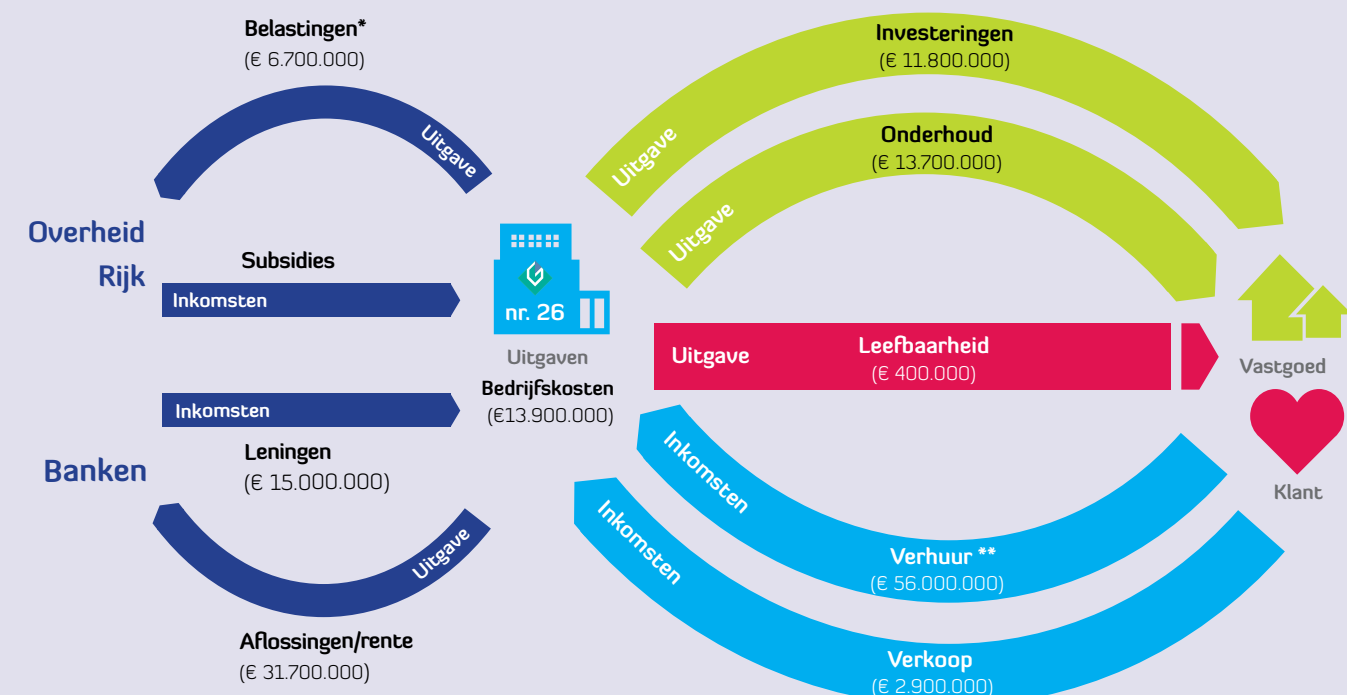 Belastingen*
(€ 6.700.000)
Uitgave
Overheid
Rijk
Subsidies
Inkomsten
Inkomsten
Leningen
(€ 15.000.000)
Banken
Uitgave
Aflossingen/rente
(€ 31.700.000)
nr. 26
Uitgaven
Bedrijfskosten
(€13.900.000)
Investeringen
(€ 11.800.000)
Uitgave
Onderhoud
(€ 13.700.000)
Uitgave
Uitgave
Leefbaarheid
(€ 400.000)
Vastgoed
Klant
Inkomsten
Verhuur **
(€ 56.000.000)
Inkomsten
Verkoop
(€ 2.900.000)